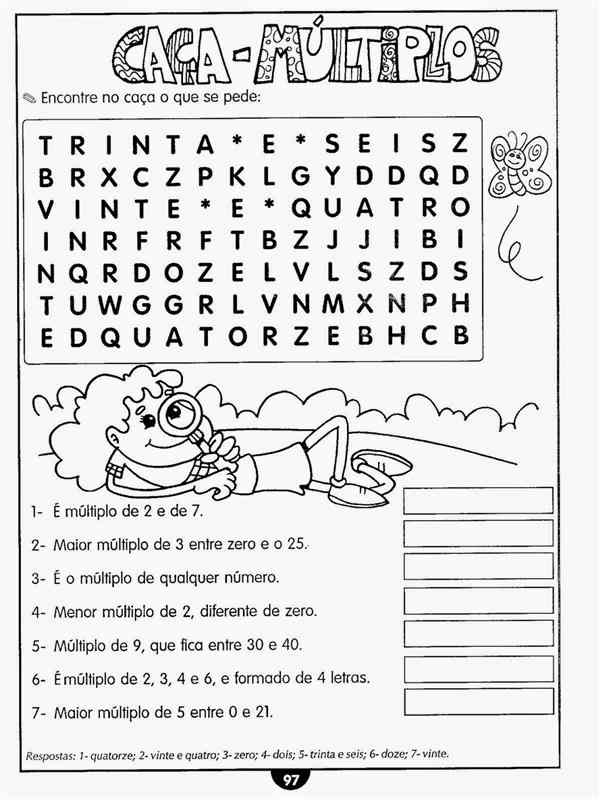 CAÇA-MÚLTIPLOS
Encontre no caça o que se pede:
T R I N T A * E * S E I S Z
B R X C Z P K L G Y D D Q D
V I N T E * E * Q U A T R O
I N R F R F T B Z J J I B I
N Q R D O Z E L V L S Z D S
T U W G G R L V N M X N P H
E D Q U A T O R Z E B H C B
1- É múltiplo de 2 e de 7.
2- Maior múltiplo de 3 entre zero e o 25.
3- É o múltiplo de qualquer número.
4- Menor múltiplo de 2, diferente de zero.
5- Múltiplo de 9, que fica entre 30 e 40.
6- É múltiplo de 2, 3, 4 e 6, e formado de 4 letras.
7- Maior múltiplo de 5 entre 0 e 21.
Respostas: 1- quatorze; 2- vinte e quatro; 3- zero; 4- dois; 5- trinta e seis; 6- doze; 7- vinte.
97